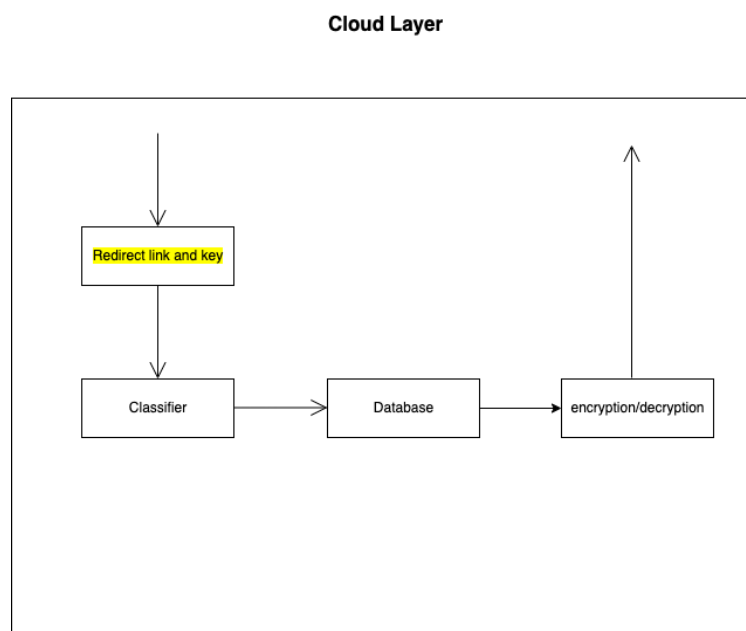 Cloud Layer
Redirect link and key
Classifier
Database
encryption/decryption